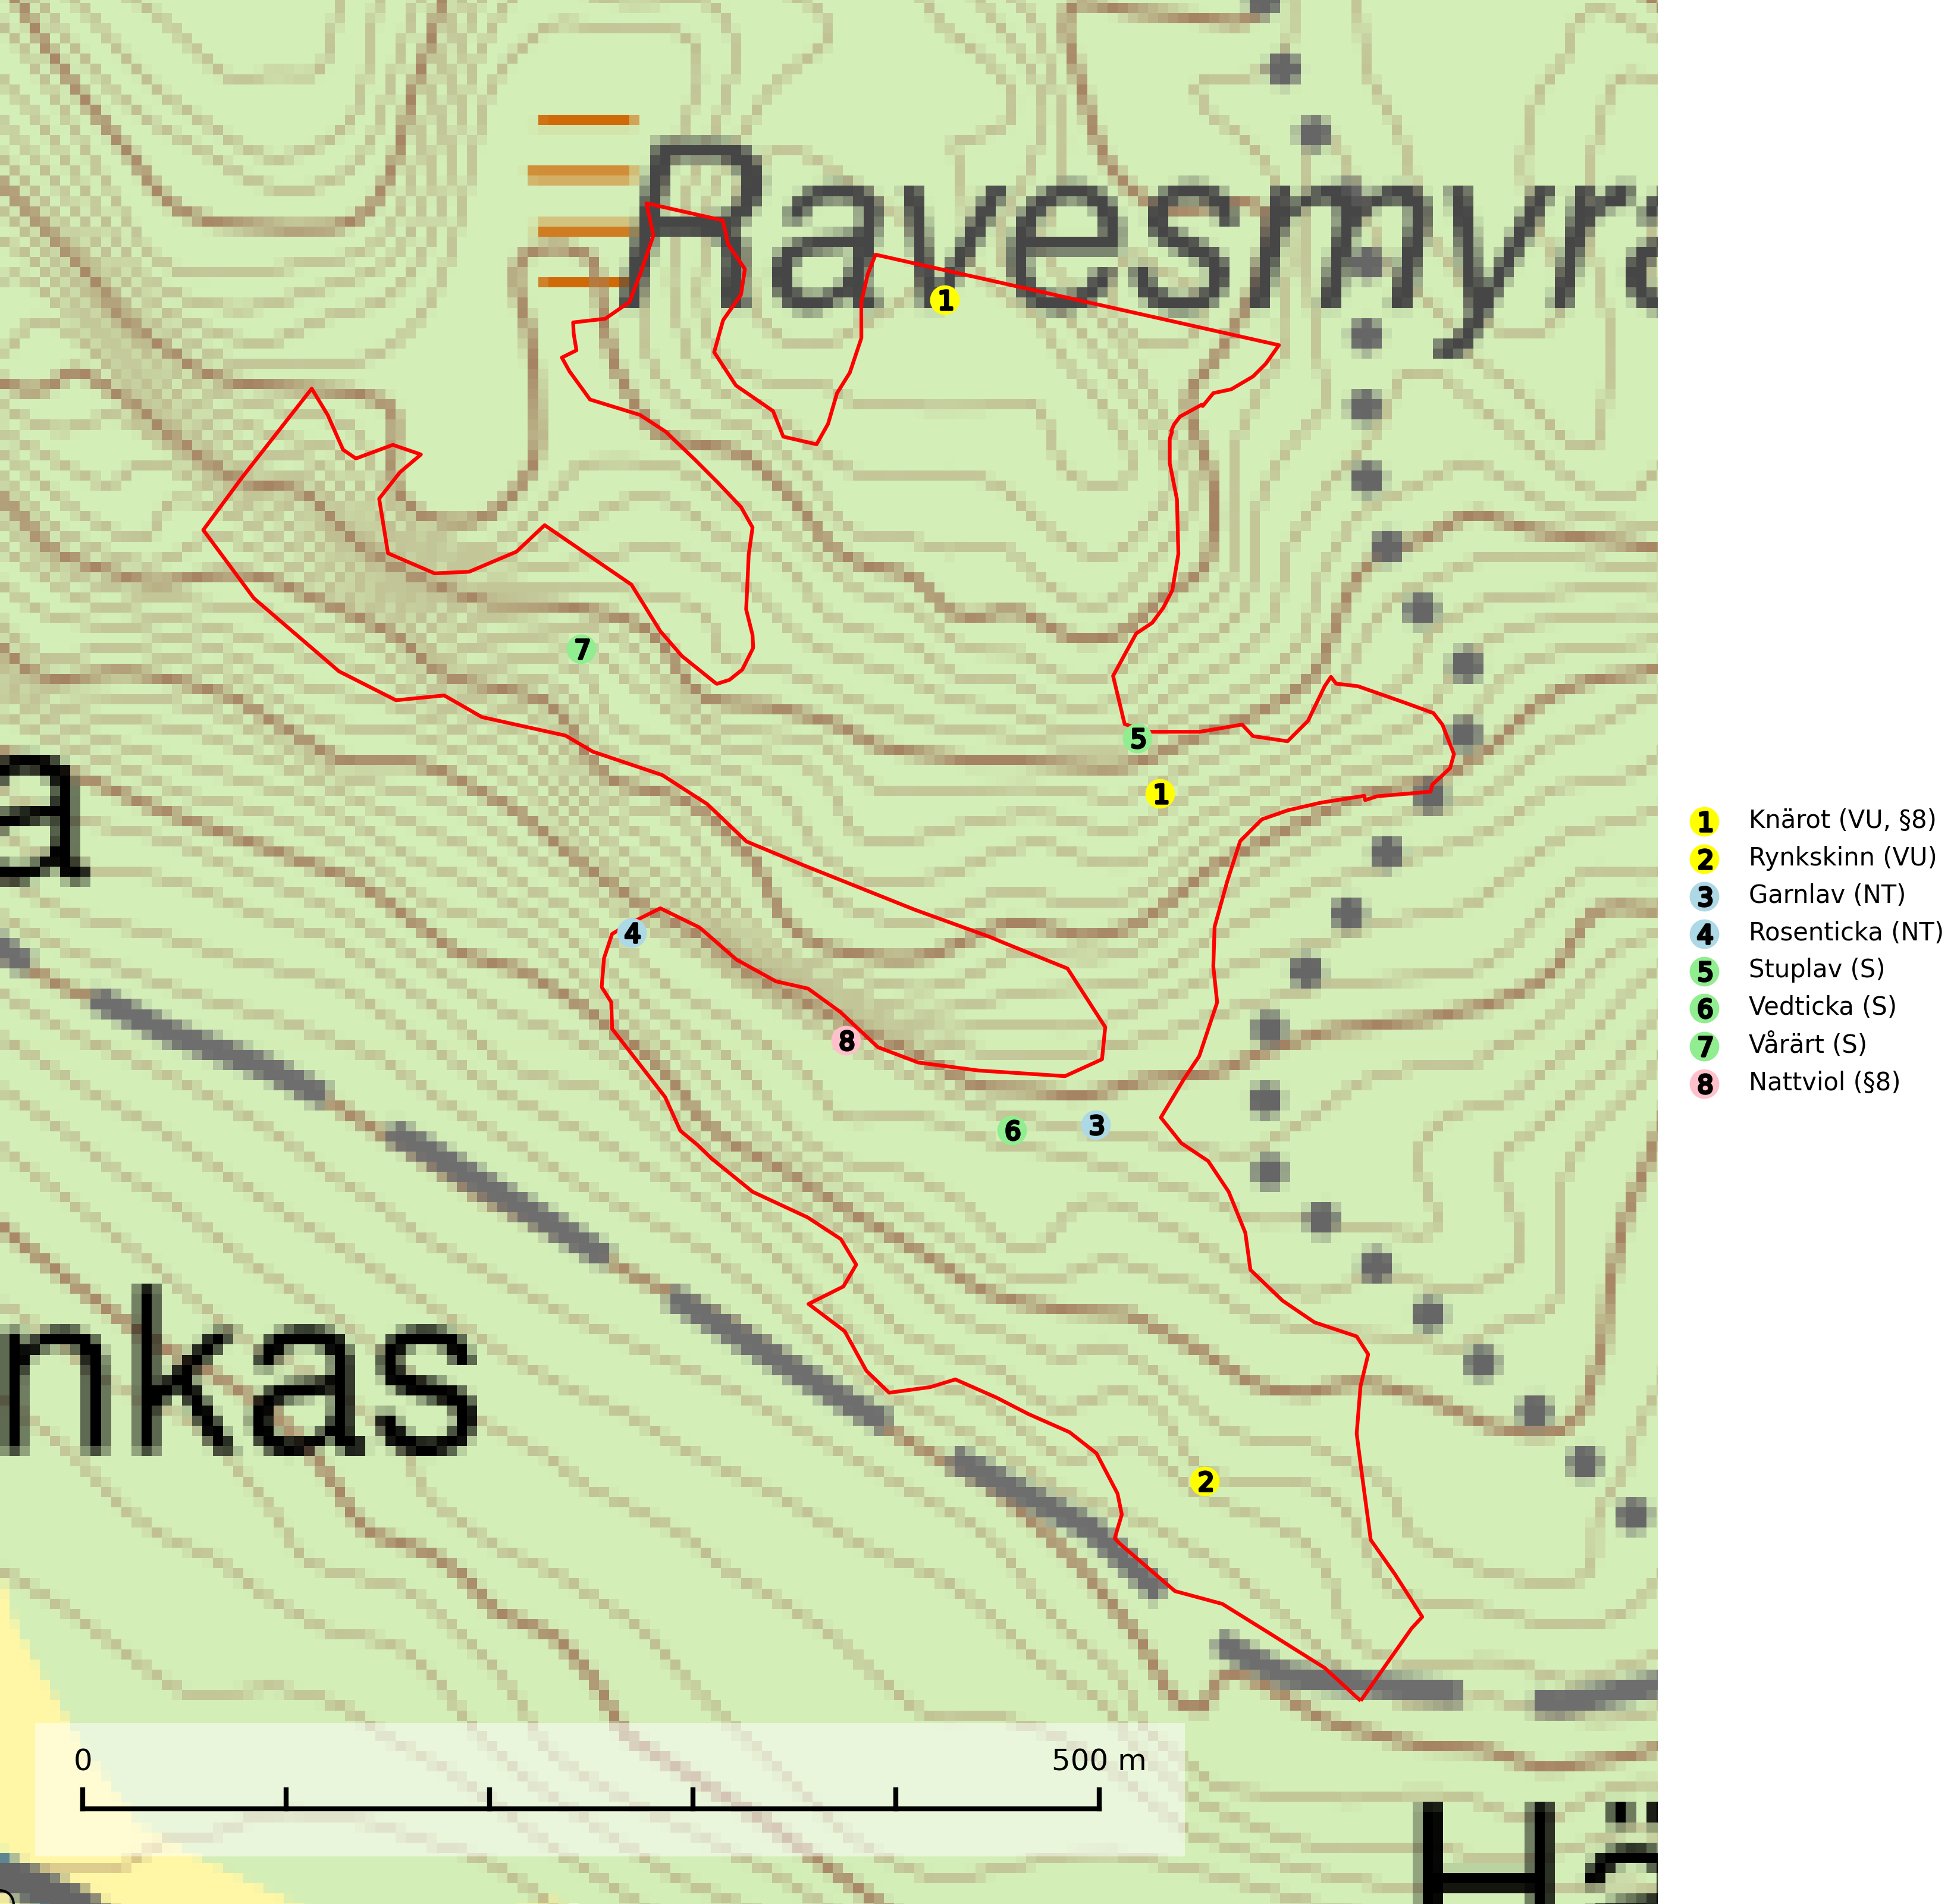 Ravesmyra
1
7
5
1
a
4
8
6
3
nkas
2
0 500 m
Hä
1 Knärot (VU, §8)
2 Rynkskinn (VU)
3 Garnlav (NT)
4 Rosenticka (NT)
5 Stuplav (S)
6 Vedticka (S)
7 Vårärt (S)
8 Nattviol (§8)